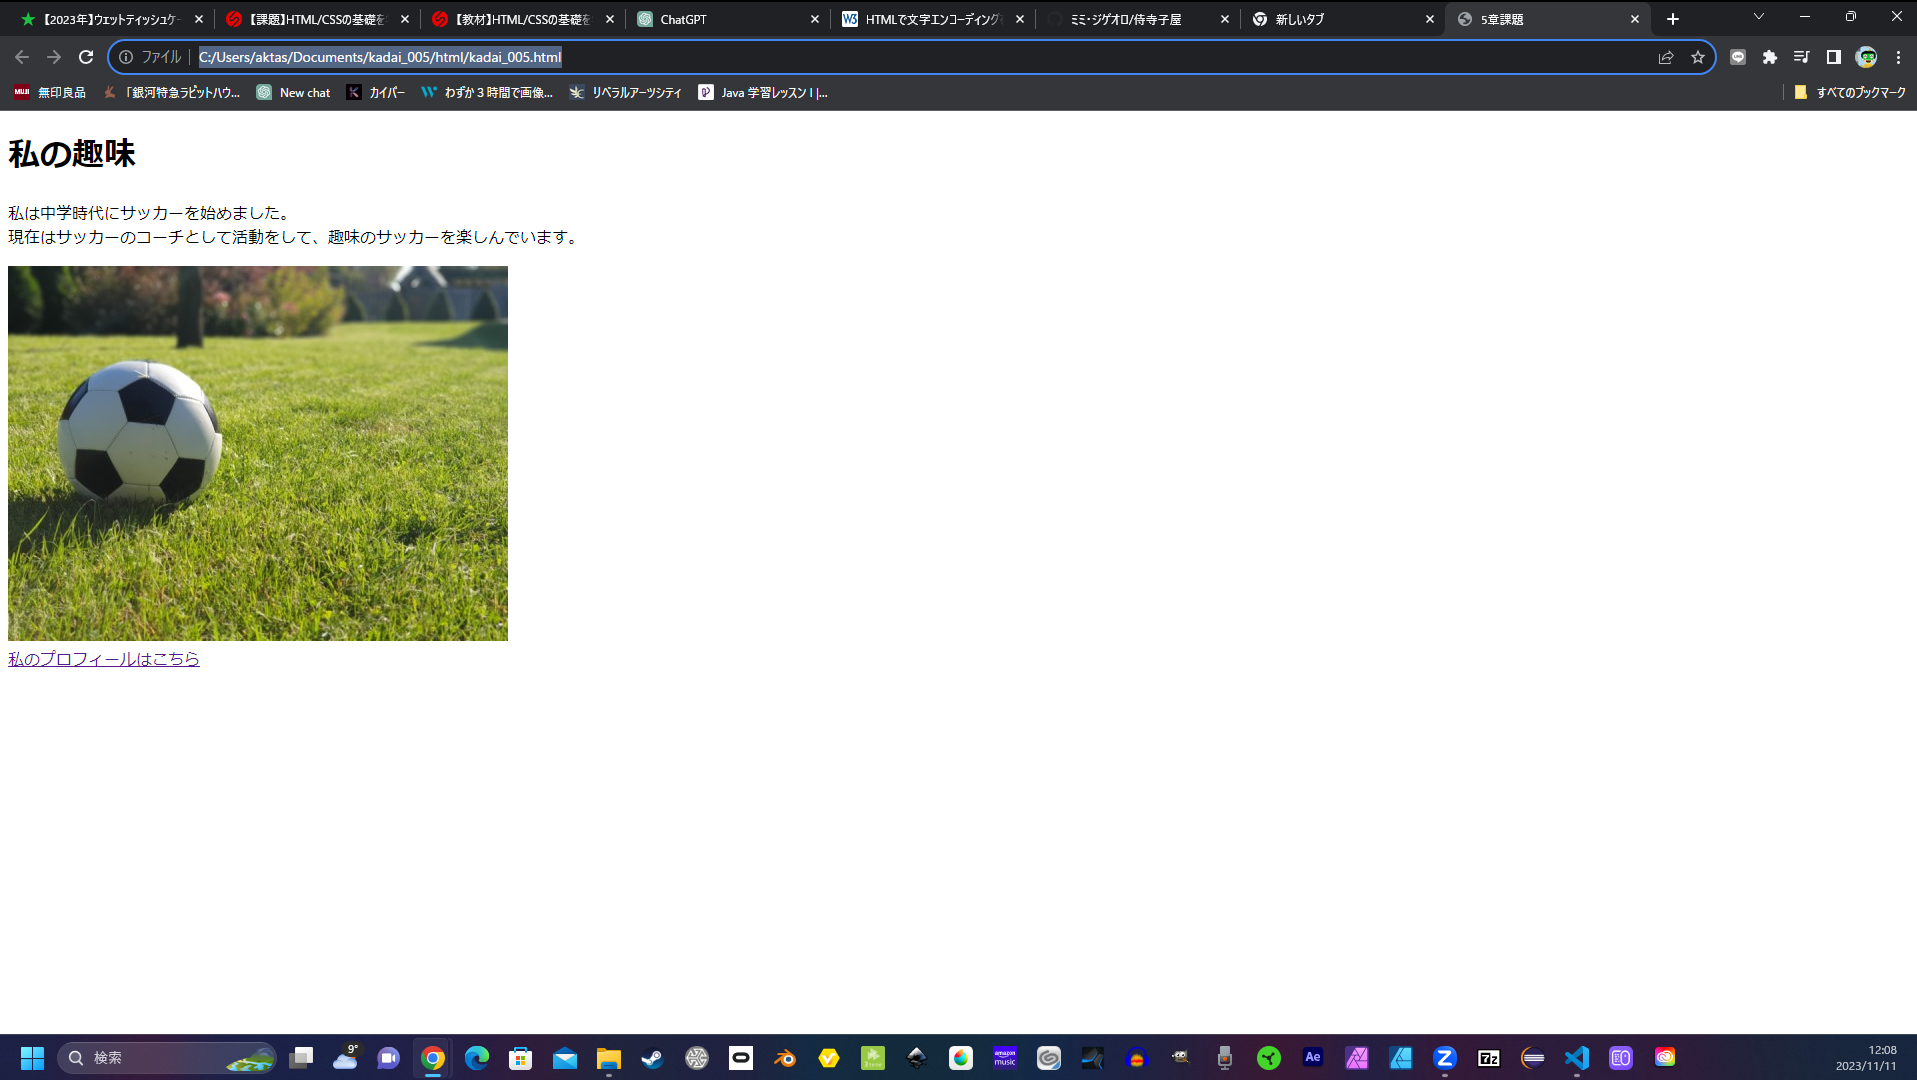 【2023年】ウェットティッシュケー
【課題】HTML/CSSの基礎を
【教材】HTML/CSSの基礎を
ChatGPT
W3
HTMLで文字エンコーディングを
ミミ・ジゲオロ/侍寺子屋
新しいタブ
5章課題
ファイル
C:/Users/aktas/Documents/kadai_005/html/kadai_005.html
MUJI
無印良品
「銀河特急ラビットハウ...
New chat
カイパー
わずか３時間で画像...
リベラルアーツシティ
Java 学習レッスン I |...
すべてのブックマーク
私の趣味
私は中学時代にサッカーを始めました。
現在はサッカーのコーチとして活動をして、趣味のサッカーを楽しんでいます。
私のプロフィールはこちら
検索
9°
amazon music
Ae
7z
12:08
2023/11/11